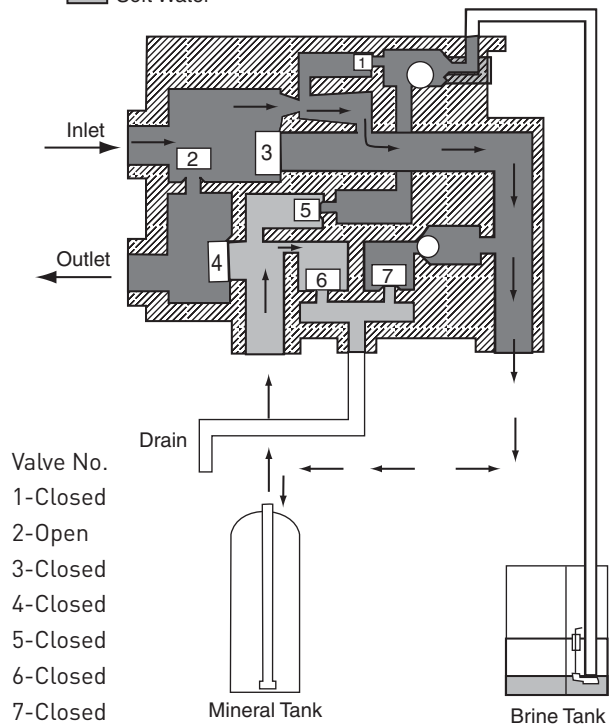 Soft Water
1
Inlet
2
3
5
Outlet
4
6
7
Drain
Valve No.
1-Closed
2-Open
3-Closed
4-Closed
5-Closed
6-Closed
7-Closed
Mineral Tank
Brine Tank